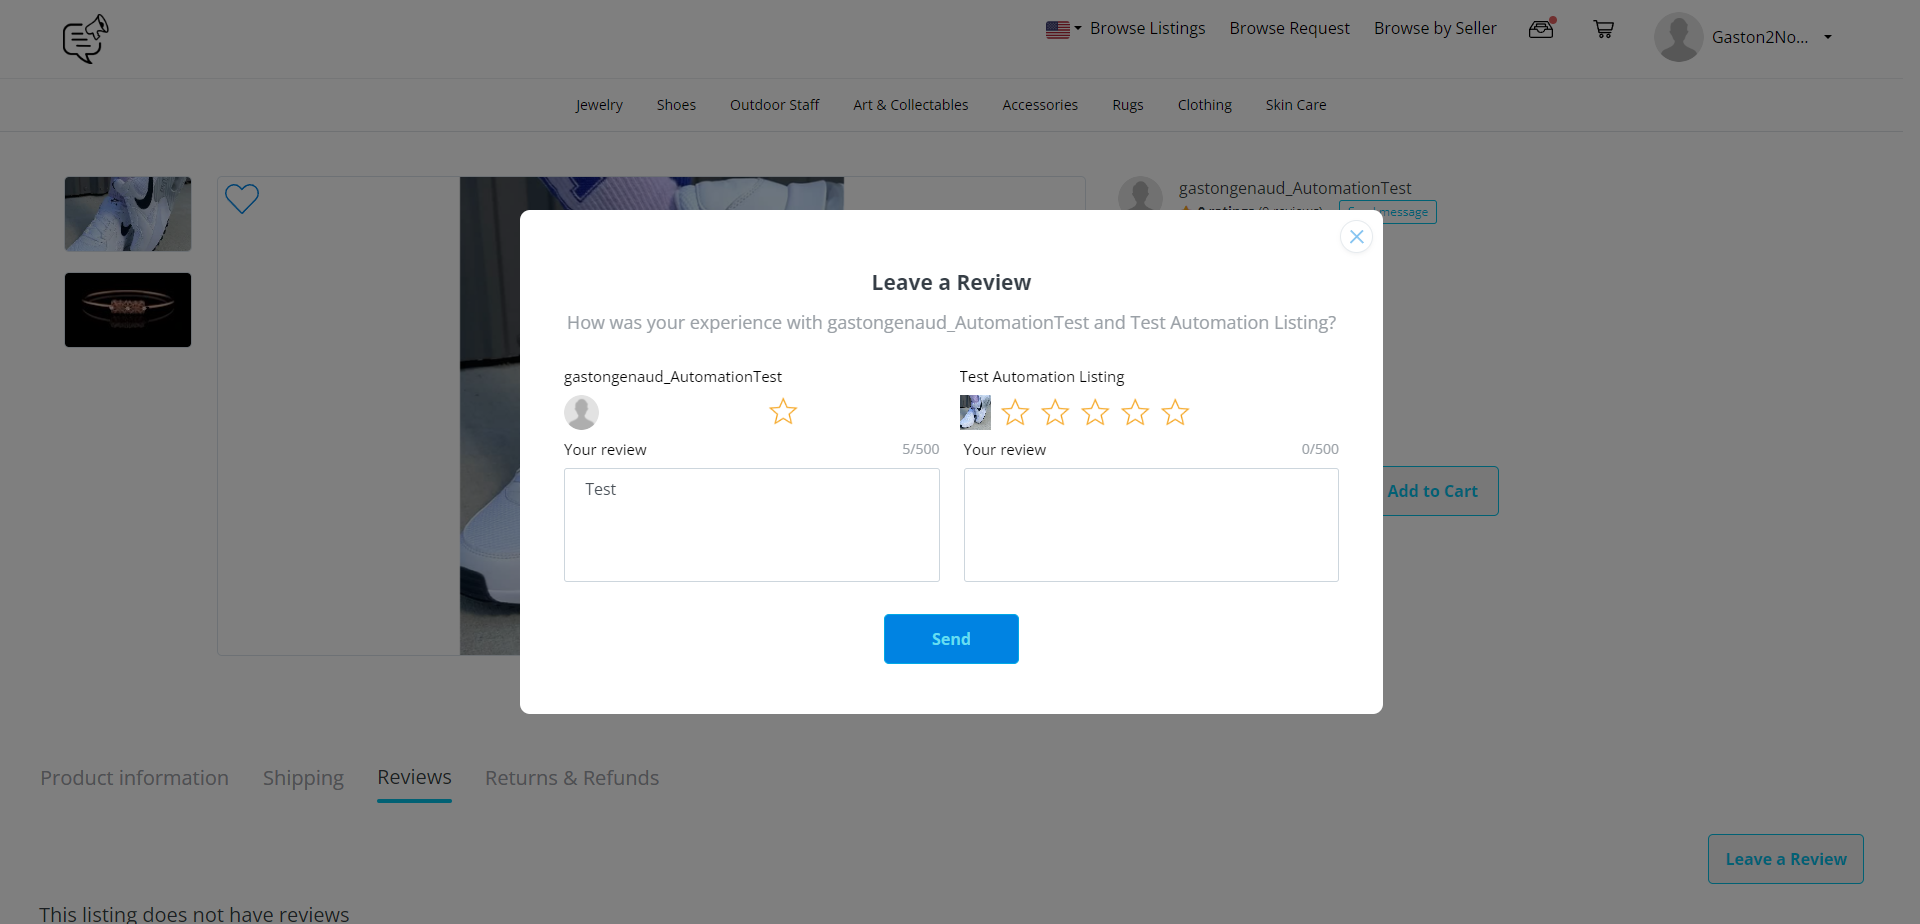 Browse Listings Browse Request Browse by Seller Gaston2No...
Jewelry Shoes Outdoor Staff Art & Collectables Accessories Rugs Clothing Skin Care
gastongenaud_AutomationTest
message
Leave a Review
How was your experience with gastongenaud_AutomationTest and Test Automation Listing?
gastongenaud_AutomationTest Test Automation Listing
Your review 5/500 Your review 0/500
Test
Add to Cart
Send
Product information Shipping Reviews Returns & Refunds
Leave a Review
This listing does not have reviews